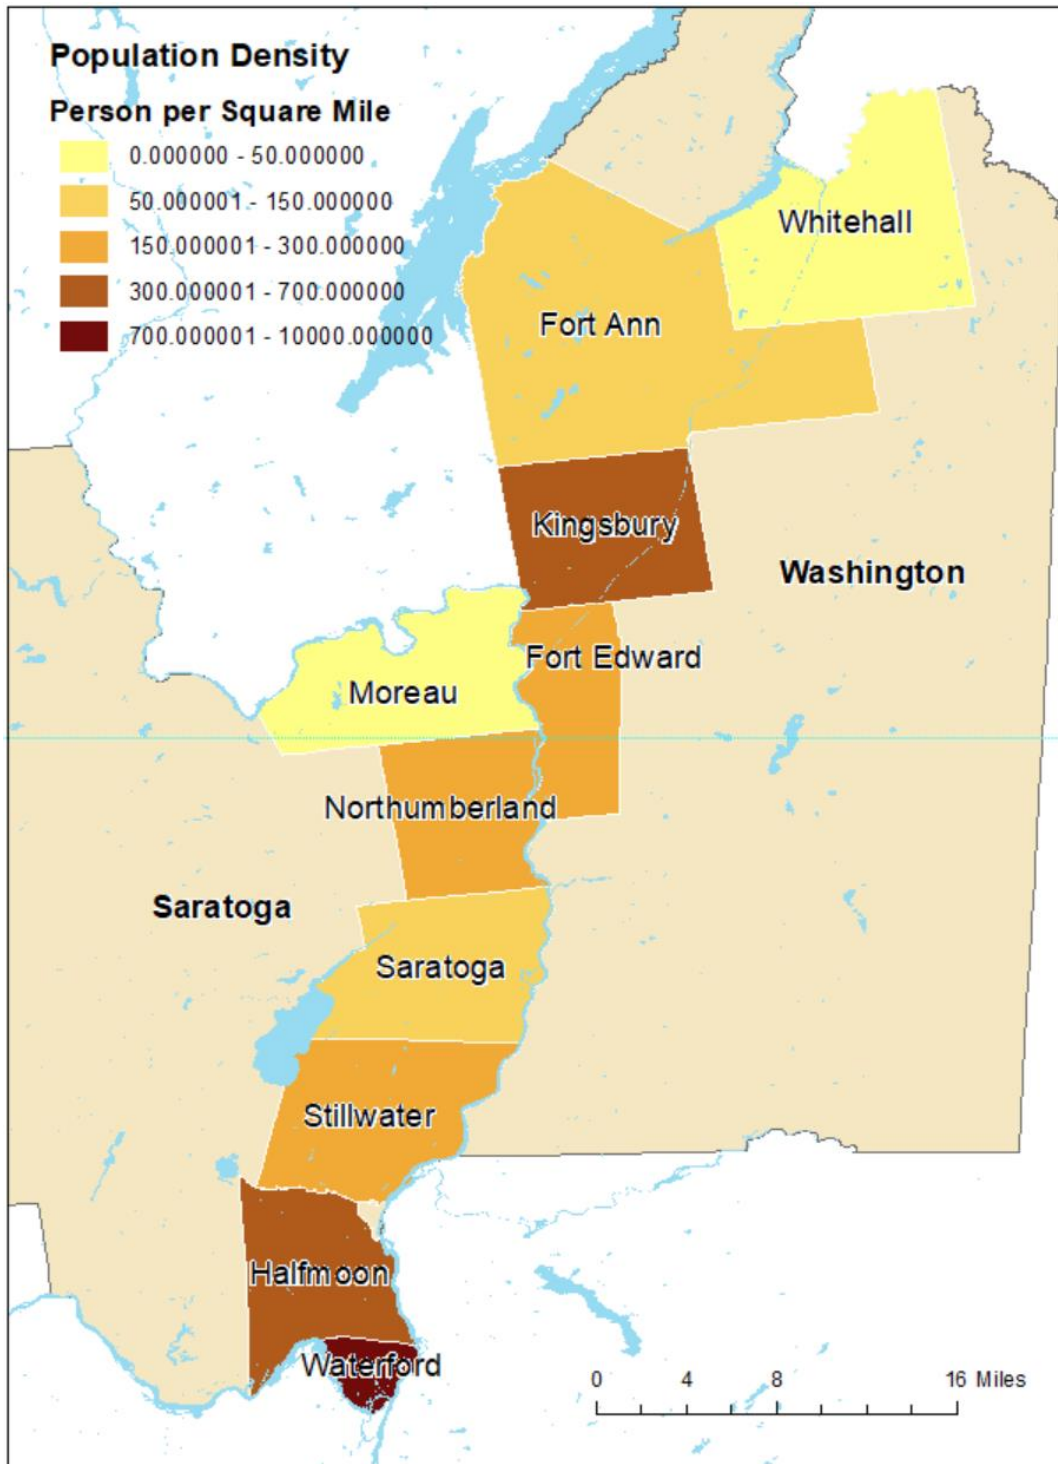 Population Density
Person per Square Mile
0.000000 - 50.000000
50.000001 - 150.000000
150.000001 - 300.000000
300.000001 - 700.000000
700.000001 - 10000.000000
Whitehall
Fort Ann
Kingsbury
Washington
Fort Edward
Moreau
Northumberland
Saratoga
Saratoga
Stillwater
Halfmoon
Waterford
0 4 8 16 Miles